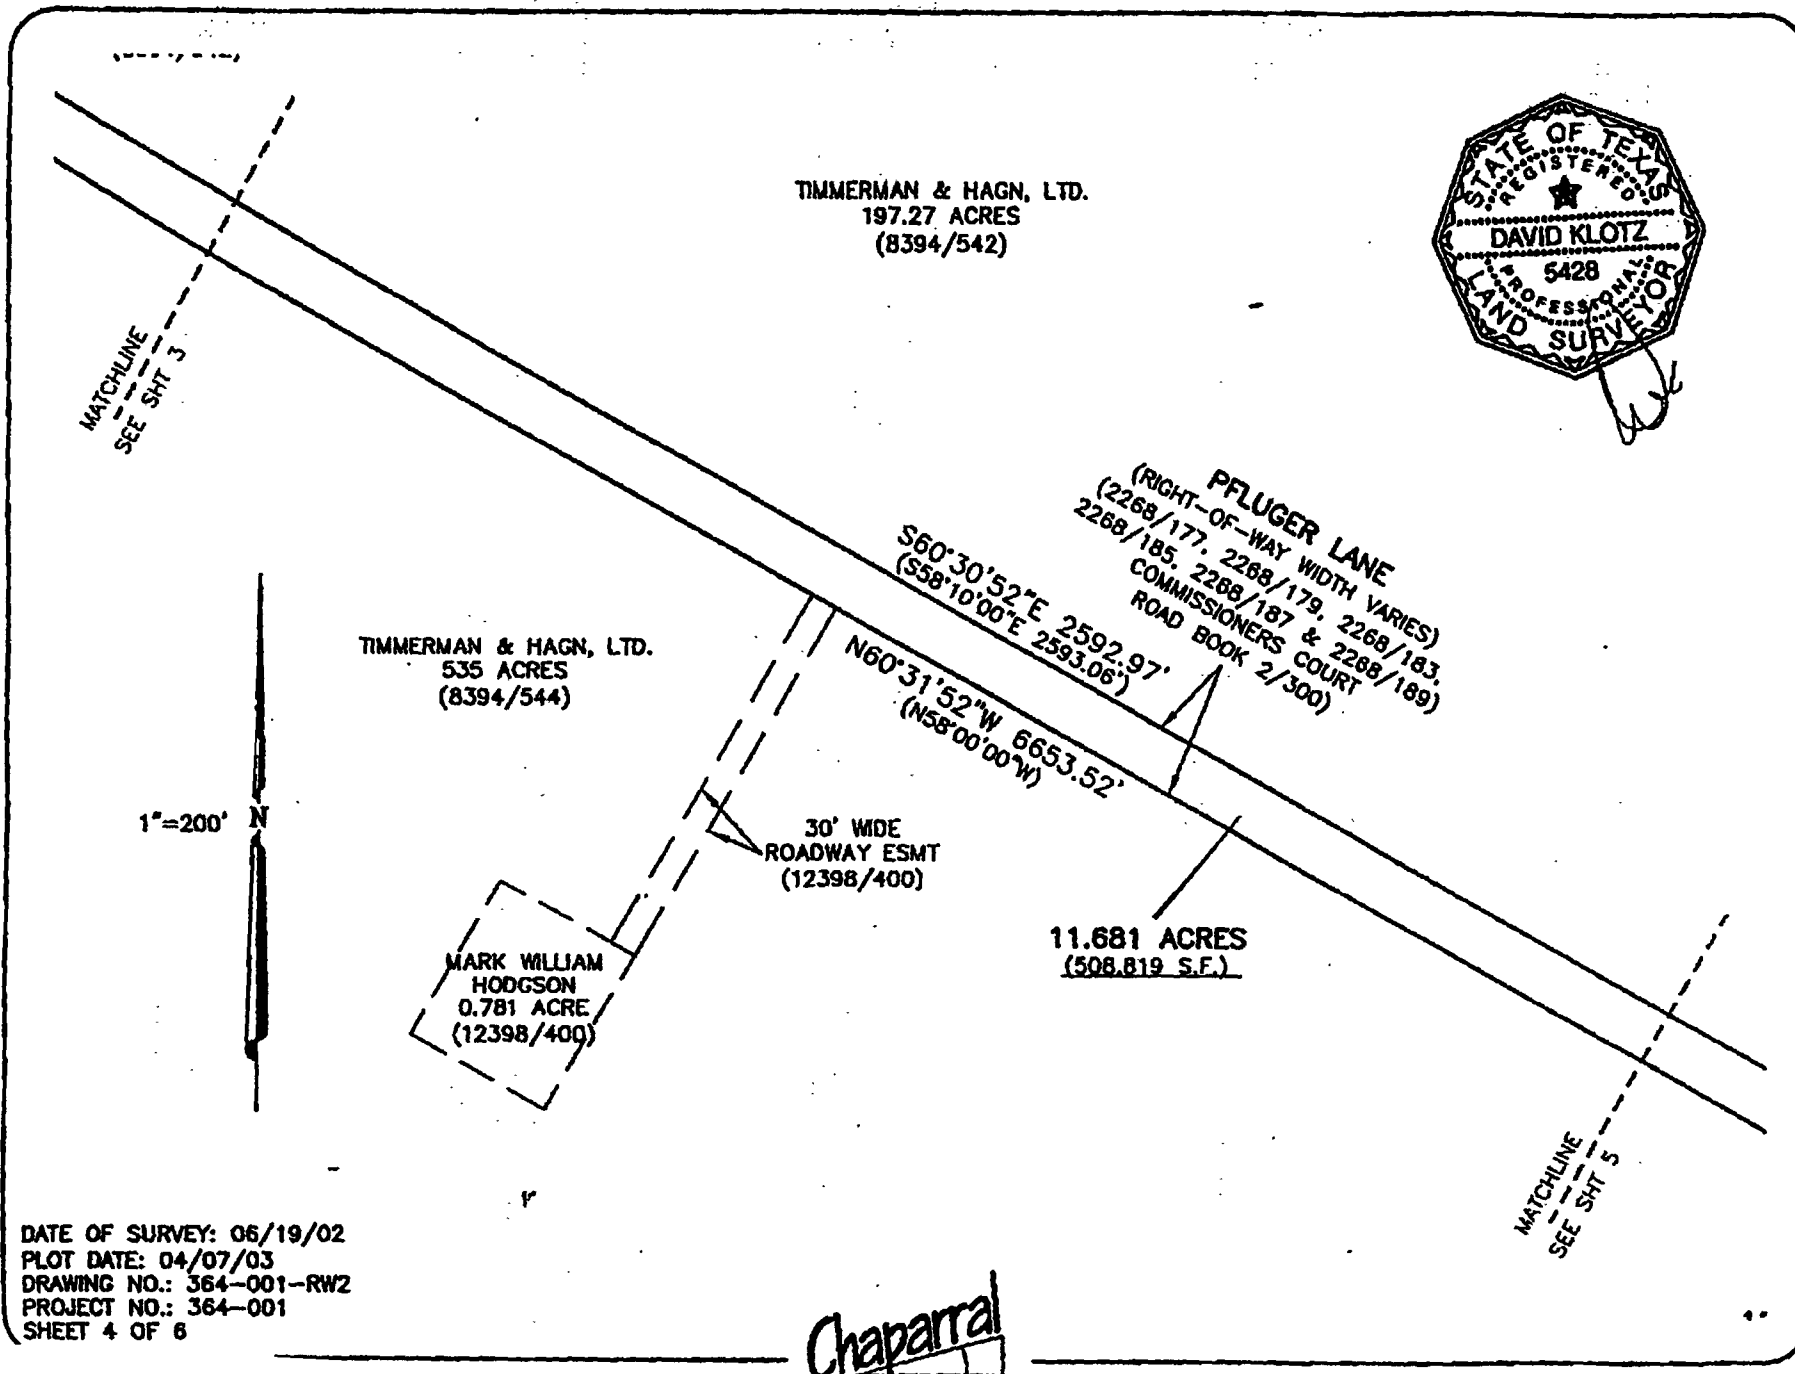 TIMMERMAN & HAGN, LTD.
197.27 ACRES
(8394/542)
STATE OF TEXAS
REGISTERED
DAVID KLOTZ
5428
PROFESSIONAL
LAND SURVEYOR
MATCHLINE
SEE SHT 3
PFLUGER LANE
(RIGHT-OF-WAY WIDTH VARIES)
(2268/177, 2268/179, 2268/183,
2268/185, 2268/187 & 2268/189)
COMMISSIONERS COURT
ROAD BOOK 2/300)
S60°30'52"E 2592.97'
(S58°10'00"E 2593.06')
N60°31'52"W 6653.52'
(N58°00'00"W)
TIMMERMAN & HAGN, LTD.
535 ACRES
(8394/544)
1"=200'
N
30' WIDE
ROADWAY ESMT
(12398/400)
11.681 ACRES
(508,819 S.F.)
MARK WILLIAM
HODGSON
0.781 ACRE
(12398/400)
MATCHLINE
SEE SHT 5
DATE OF SURVEY: 06/19/02
PLOT DATE: 04/07/03
DRAWING NO.: 364-001-RW2
PROJECT NO.: 364-001
SHEET 4 OF 6
Chaparral